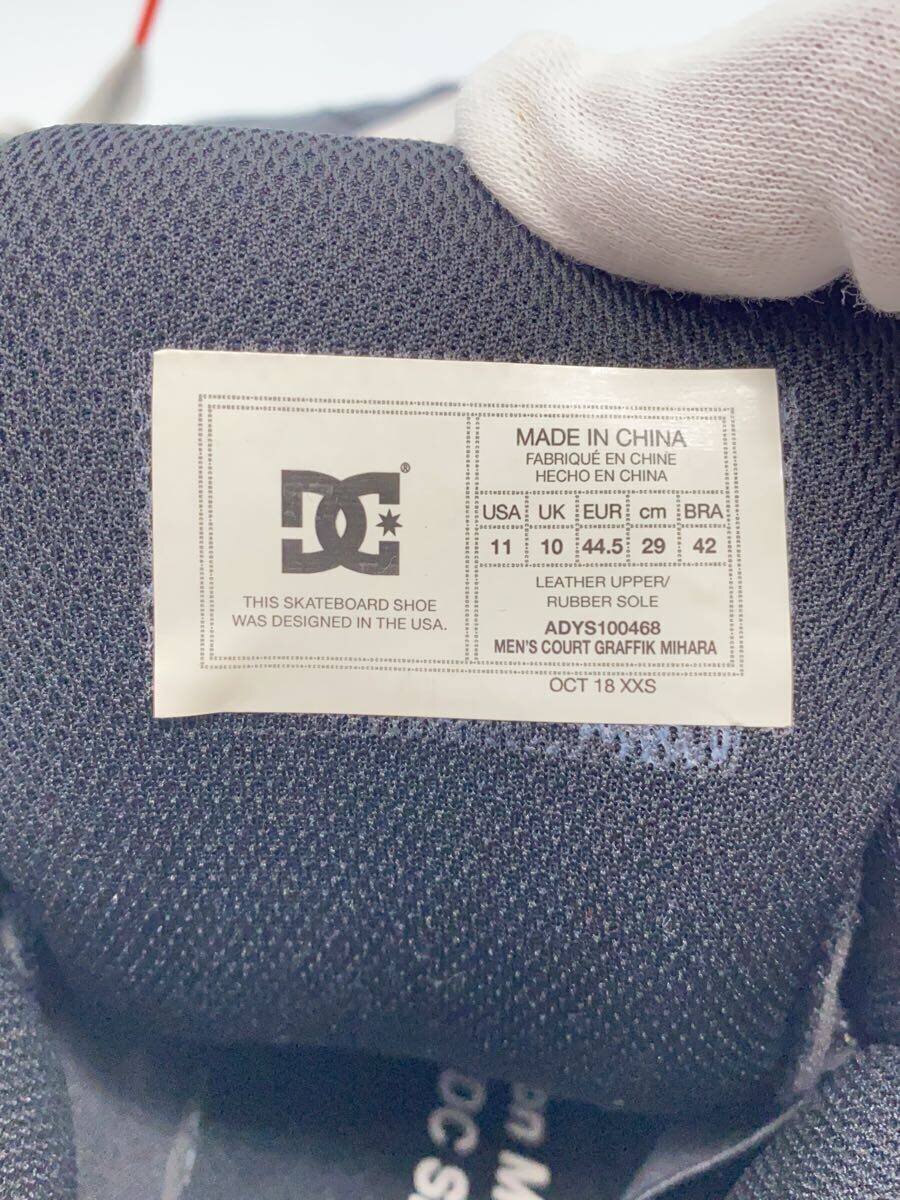 DC®
THIS SKATEBOARD SHOE
WAS DESIGNED IN THE USA.
MADE IN CHINA
FABRIQUÉ EN CHINE
HECHO EN CHINA
USA UK EUR cm BRA
11 10 44.5 29 42
LEATHER UPPER/
RUBBER SOLE
ADYS100468
MEN'S COURT GRAFFIK MIHARA
OCT 18 XXS
DC